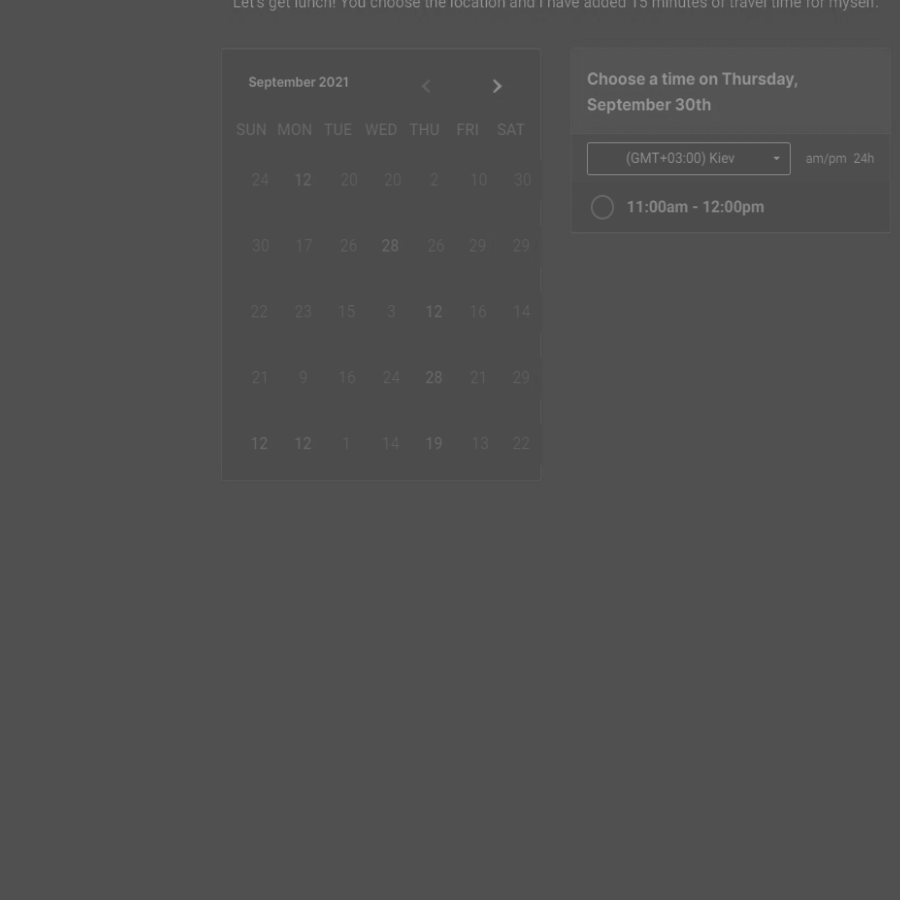 Let's get lunch! You choose the location and I have added 15 minutes of travel time for myself.
September 2021
SUN MON TUE WED THU FRI SAT
24 12 20 20 2 10 30
30 17 26 28 26 29 29
22 23 15 3 12 16 14
21 9 16 24 28 21 29
12 12 1 14 19 13 22
Choose a time on Thursday,
September 30th
(GMT+03:00) Kiev
am/pm 24h
11:00am - 12:00pm